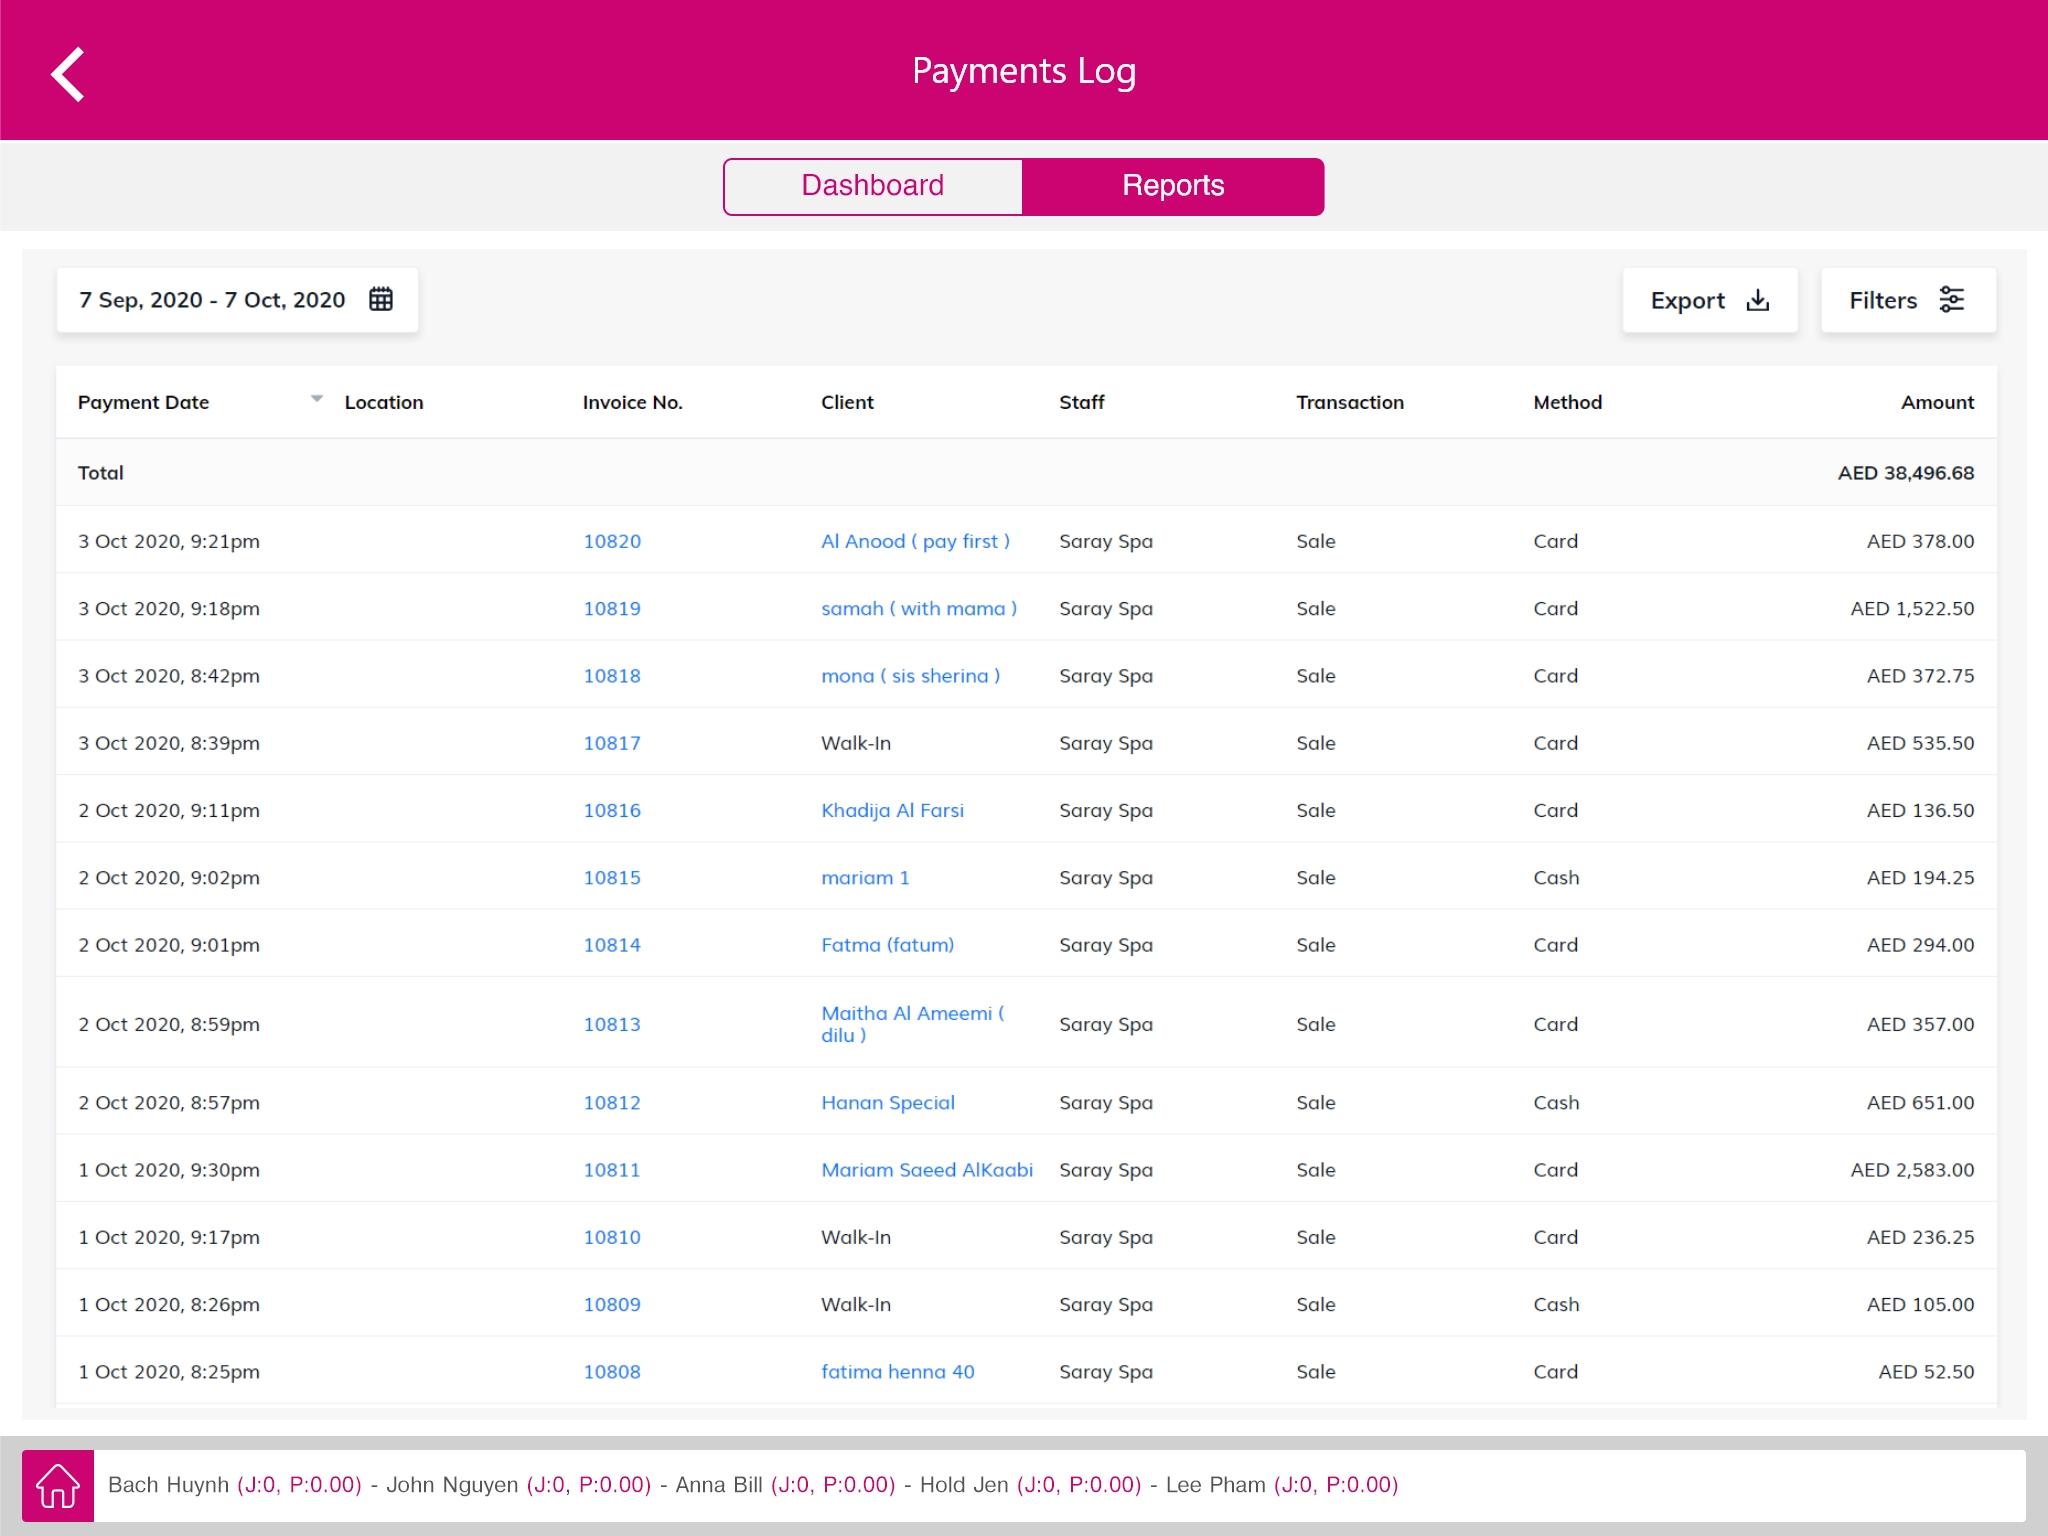 Payments Log
Dashboard
Reports
7 Sep, 2020 - 7 Oct, 2020
Export
Filters
Payment Date Location Invoice No. Client Staff Transaction Method Amount
Total AED 38,496.68
3 Oct 2020, 9:21pm 10820 Al Anood ( pay first ) Saray Spa Sale Card AED 378.00
3 Oct 2020, 9:18pm 10819 samah ( with mama ) Saray Spa Sale Card AED 1,522.50
3 Oct 2020, 8:42pm 10818 mona ( sis sherina ) Saray Spa Sale Card AED 372.75
3 Oct 2020, 8:39pm 10817 Walk-In Saray Spa Sale Card AED 535.50
2 Oct 2020, 9:11pm 10816 Khadija Al Farsi Saray Spa Sale Card AED 136.50
2 Oct 2020, 9:02pm 10815 mariam 1 Saray Spa Sale Cash AED 194.25
2 Oct 2020, 9:01pm 10814 Fatma (fatum) Saray Spa Sale Card AED 294.00
2 Oct 2020, 8:59pm 10813 Maitha Al Ameemi ( dilu ) Saray Spa Sale Card AED 357.00
2 Oct 2020, 8:57pm 10812 Hanan Special Saray Spa Sale Cash AED 651.00
1 Oct 2020, 9:30pm 10811 Mariam Saeed AlKaabi Saray Spa Sale Card AED 2,583.00
1 Oct 2020, 9:17pm 10810 Walk-In Saray Spa Sale Card AED 236.25
1 Oct 2020, 8:26pm 10809 Walk-In Saray Spa Sale Cash AED 105.00
1 Oct 2020, 8:25pm 10808 fatima henna 40 Saray Spa Sale Card AED 52.50
Bach Huynh (J:0, P:0.00) - John Nguyen (J:0, P:0.00) - Anna Bill (J:0, P:0.00) - Hold Jen (J:0, P:0.00) - Lee Pham (J:0, P:0.00)